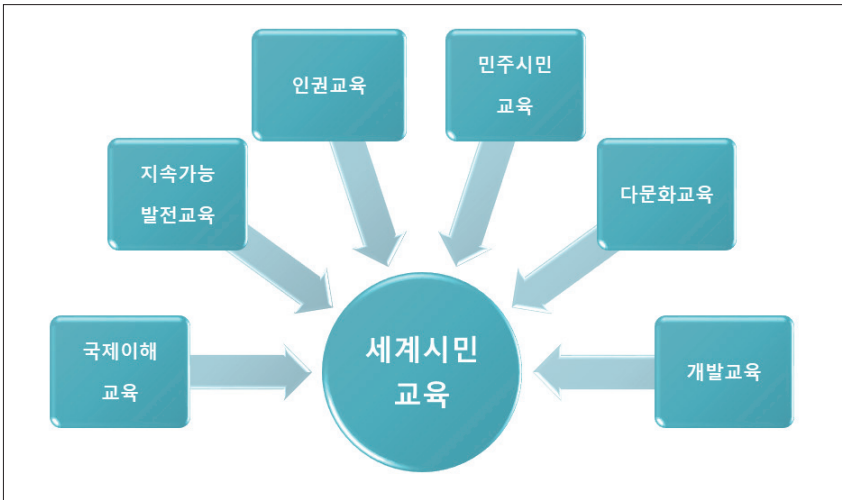 인권교육
민주시민
교육
지속가능
발전교육
다문화교육
국제이해
교육
세계시민
교육
개발교육